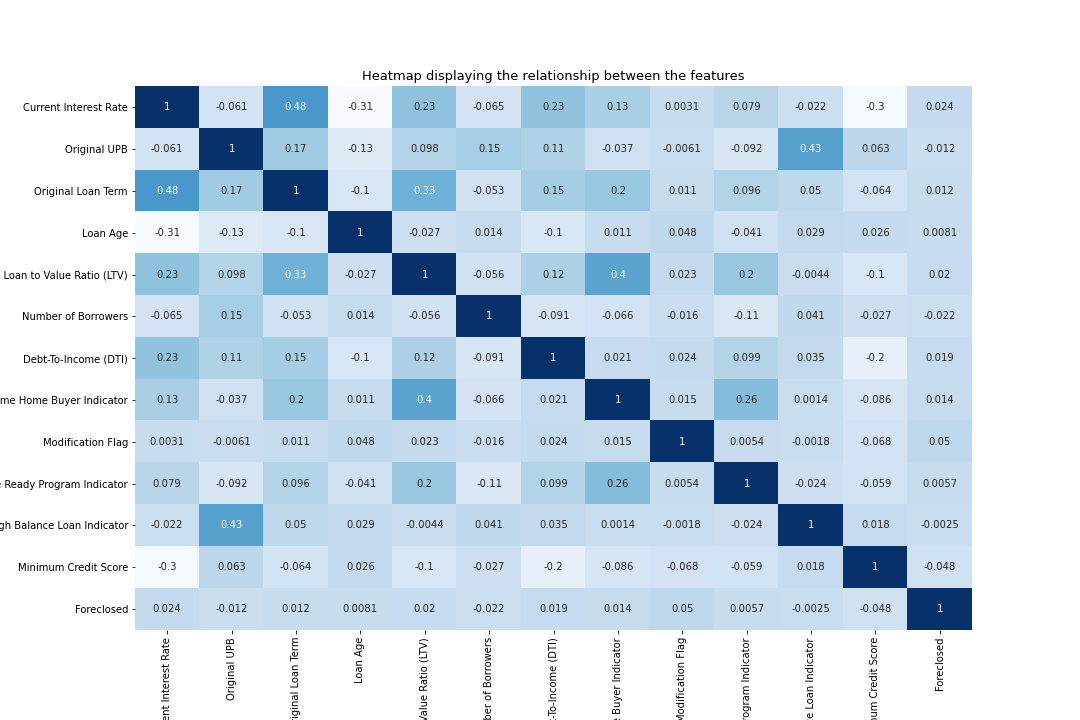 Heatmap displaying the relationship between the features
Current Interest Rate 1 -0.061 0.48 -0.31 0.23 -0.065 0.23 0.13 0.0031 0.079 -0.022 -0.3 0.024
Original UPB -0.061 1 0.17 -0.13 0.098 0.15 0.11 -0.037 -0.0061 -0.092 0.43 0.063 -0.012
Original Loan Term 0.48 0.17 1 -0.1 0.33 -0.053 0.15 0.2 0.011 0.096 0.05 -0.064 0.012
Loan Age -0.31 -0.13 -0.1 1 -0.027 0.014 -0.1 0.011 0.048 -0.041 0.029 0.026 0.0081
Loan to Value Ratio (LTV) 0.23 0.098 0.33 -0.027 1 -0.056 0.12 0.4 0.023 0.2 -0.0044 -0.1 0.02
Number of Borrowers -0.065 0.15 -0.053 0.014 -0.056 1 -0.091 -0.066 -0.016 -0.11 0.041 -0.027 -0.022
Debt-To-Income (DTI) 0.23 0.11 0.15 -0.1 0.12 -0.091 1 0.021 0.024 0.099 0.035 -0.2 0.019
me Home Buyer Indicator 0.13 -0.037 0.2 0.011 0.4 -0.066 0.021 1 0.015 0.26 0.0014 -0.086 0.014
Modification Flag 0.0031 -0.0061 0.011 0.048 0.023 -0.016 0.024 0.015 1 0.0054 -0.0018 -0.068 0.05
Ready Program Indicator 0.079 -0.092 0.096 -0.041 0.2 -0.11 0.099 0.26 0.0054 1 -0.024 -0.059 0.0057
gh Balance Loan Indicator -0.022 0.43 0.05 0.029 -0.0044 0.041 0.035 0.0014 -0.0018 -0.024 1 0.018 -0.0025
Minimum Credit Score -0.3 0.063 -0.064 0.026 -0.1 -0.027 -0.2 -0.086 -0.068 -0.059 0.018 1 -0.048
Foreclosed 0.024 -0.012 0.012 0.0081 0.02 -0.022 0.019 0.014 0.05 0.0057 -0.0025 -0.048 1
ent Interest Rate
Original UPB
iginal Loan Term
Loan Age
Value Ratio (LTV)
ber of Borrowers
-To-Income (DTI)
Buyer Indicator
Modification Flag
rogram Indicator
Loan Indicator
um Credit Score
Foreclosed